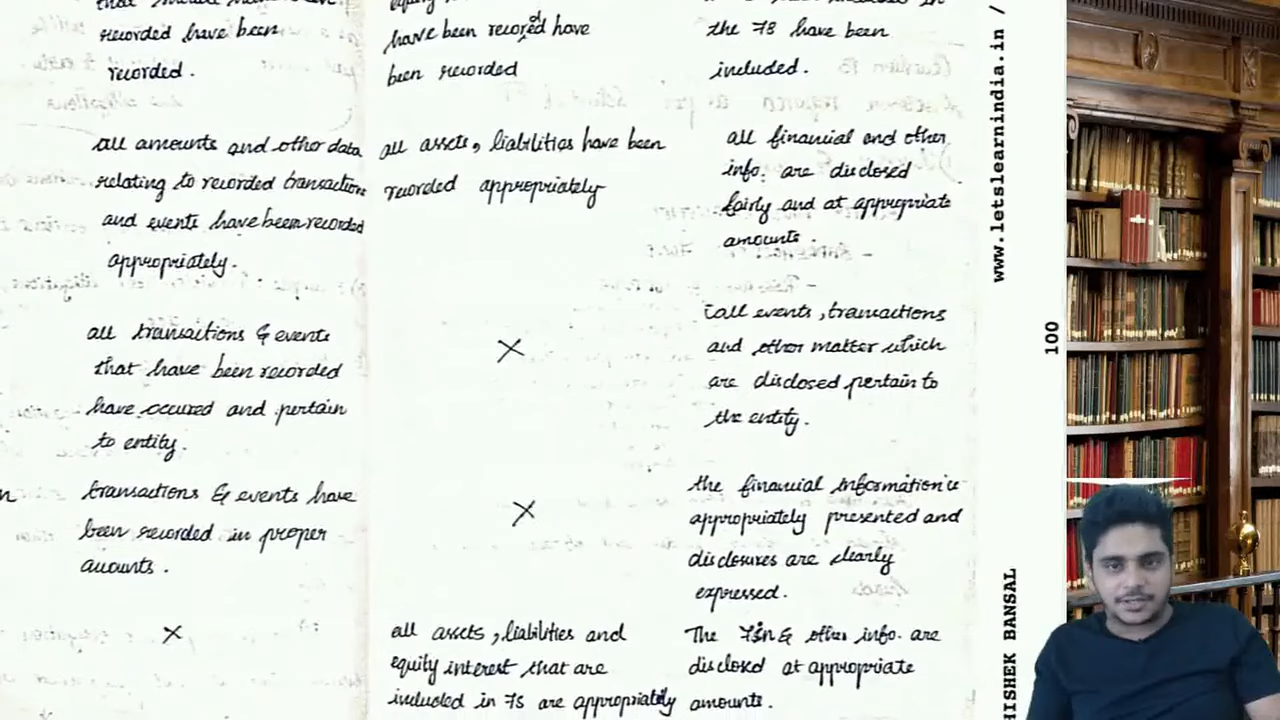 recorded have been
recorded.
all amounts and other data
relating to recorded transactions
and events have been recorded
appropriately.
all transactions & events
that have been recorded
have occured and pertain
to entity.
transactions & events have
been recorded in proper
amounts.
×
have been recored have
been recorded
all assets, liabilities have been
recorded appropriately
×
×
all assets, liabilities and
equity interest that are
included in Fs are appropriately
the FS have been
included.
all financial and other
info. are disclosed
fairly and at appropriate
amounts
all events, transactions
and other matter which
are disclosed pertain to
the entity.
the financial information is
appropriately presented and
disclosures are clearly
expressed.
The & other info. are
disclosd at appropriate
amounts.
www.letslearnindia.in /
100
HISHEK BANSAL